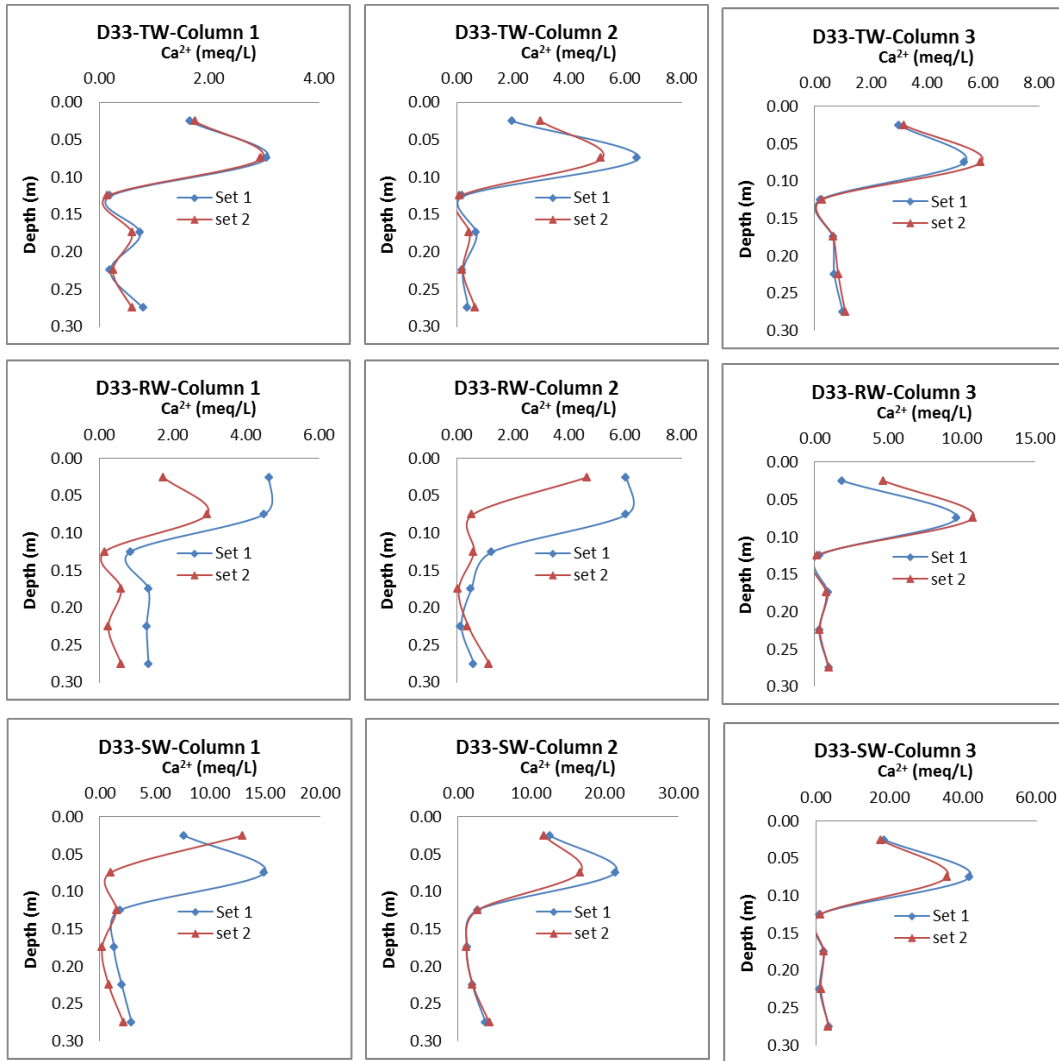 D33-TW-Column 1
Ca²⁺ (meq/L)
0.00 2.00 4.00
0.00
0.05
0.10
0.15
0.20
0.25
0.30
Depth (m)
Set 1
set 2
D33-TW-Column 2
Ca²⁺ (meq/L)
0.00 2.00 4.00 6.00 8.00
0.00
0.05
0.10
0.15
0.20
0.25
0.30
Depth (m)
Set 1
set 2
D33-TW-Column 3
Ca²⁺ (meq/L)
0.00 2.00 4.00 6.00 8.00
0.00
0.05
0.10
0.15
0.20
0.25
0.30
Depth (m)
Set 1
set 2
D33-RW-Column 1
Ca²⁺ (meq/L)
0.00 2.00 4.00 6.00
0.00
0.05
0.10
0.15
0.20
0.25
0.30
Depth (m)
Set 1
set 2
D33-RW-Column 2
Ca²⁺ (meq/L)
0.00 2.00 4.00 6.00 8.00
0.00
0.05
0.10
0.15
0.20
0.25
0.30
Depth (m)
Set 1
set 2
D33-RW-Column 3
Ca²⁺ (meq/L)
0.00 5.00 10.00 15.00
0.00
0.05
0.10
0.15
0.20
0.25
0.30
Depth (m)
Set 1
set 2
D33-SW-Column 1
Ca²⁺ (meq/L)
0.00 5.00 10.00 15.00 20.00
0.00
0.05
0.10
0.15
0.20
0.25
0.30
Depth (m)
Set 1
set 2
D33-SW-Column 2
Ca²⁺ (meq/L)
0.00 10.00 20.00 30.00
0.00
0.05
0.10
0.15
0.20
0.25
0.30
Depth (m)
Set 1
set 2
D33-SW-Column 3
Ca²⁺ (meq/L)
0.00 20.00 40.00 60.00
0.00
0.05
0.10
0.15
0.20
0.25
0.30
Depth (m)
Set 1
set 2